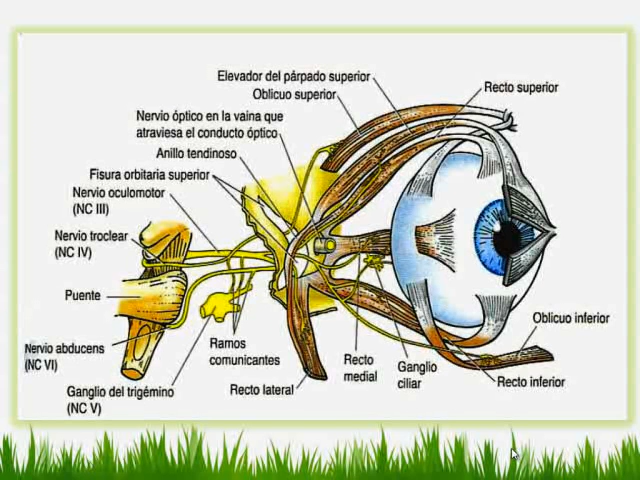 Elevador del párpado superior
Oblicuo superior
Recto superior
Nervio óptico en la vaina que
atraviesa el conducto óptico
Anillo tendinoso
Fisura orbitaria superior
Nervio oculomotor
(NC III)
Nervio troclear
(NC IV)
Puente
Nervio abducens
(NC VI)
Ganglio del trigémino
(NC V)
Ramos
comunicantes
Recto lateral
Recto
medial
Ganglio
ciliar
Recto inferior
Oblicuo inferior